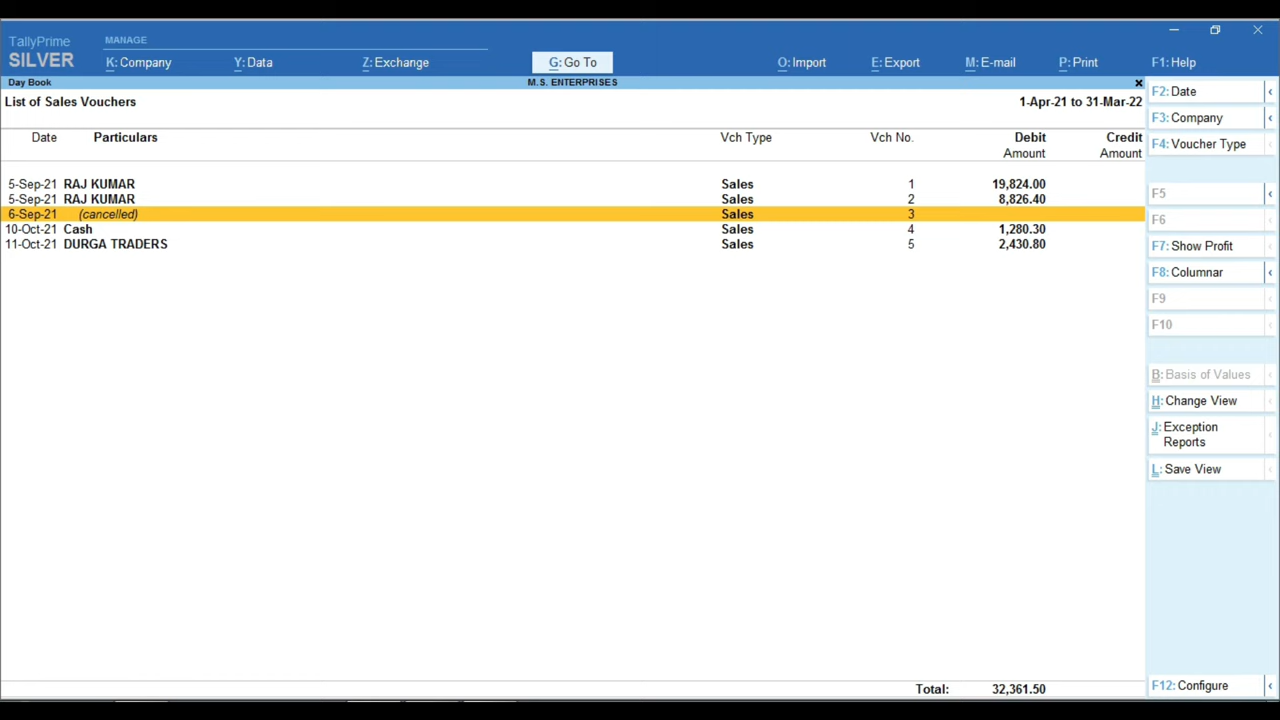 TallyPrime
SILVER
MANAGE
K: Company
Y: Data
Z: Exchange
G: Go To
O: Import
E: Export
M: E-mail
P: Print
F1: Help
Day Book
M.S. ENTERPRISES
List of Sales Vouchers
1-Apr-21 to 31-Mar-22
Date Particulars Vch Type Vch No. Debit Credit
Amount Amount
5-Sep-21 RAJ KUMAR Sales 1 19,824.00
5-Sep-21 RAJ KUMAR Sales 2 8,826.40
6-Sep-21 (cancelled) Sales 3
10-Oct-21 Cash Sales 4 1,280.30
11-Oct-21 DURGA TRADERS Sales 5 2,430.80
Total: 32,361.50
F2: Date
F3: Company
F4: Voucher Type
F5
F6
F7: Show Profit
F8: Columnar
F9
F10
B: Basis of Values
H: Change View
J: Exception
Reports
L: Save View
F12: Configure